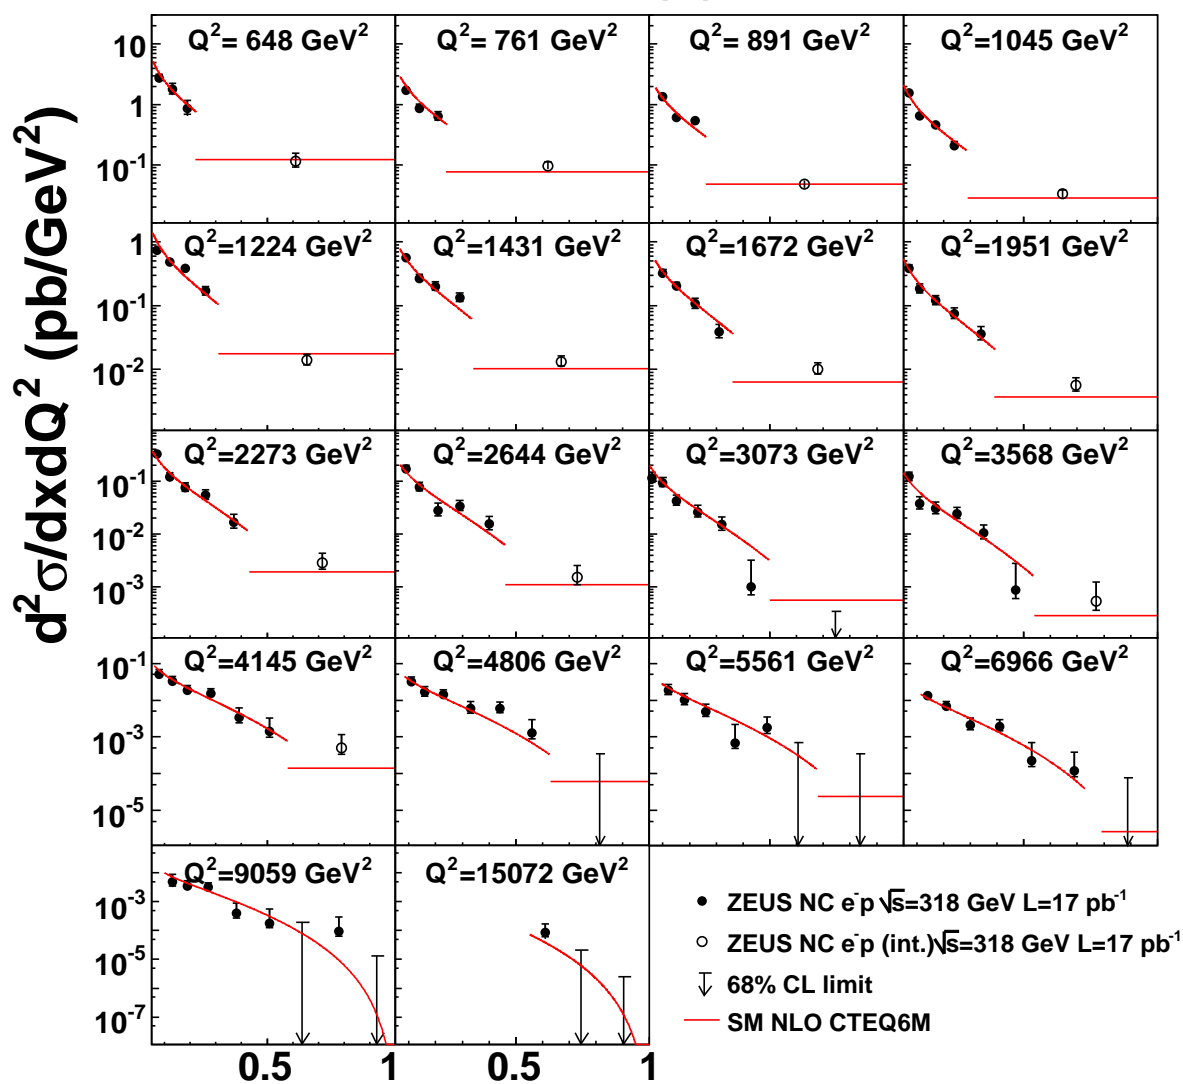 d²σ/dxdQ² (pb/GeV²)
10
1
10⁻¹
Q²= 648 GeV²
Q²= 761 GeV²
Q²= 891 GeV²
Q²=1045 GeV²
1
10⁻¹
10⁻²
Q²=1224 GeV²
Q²=1431 GeV²
Q²=1672 GeV²
Q²=1951 GeV²
10⁻¹
10⁻²
10⁻³
Q²=2273 GeV²
Q²=2644 GeV²
Q²=3073 GeV²
Q²=3568 GeV²
10⁻¹
10⁻³
10⁻⁵
Q²=4145 GeV²
Q²=4806 GeV²
Q²=5561 GeV²
Q²=6966 GeV²
10⁻³
10⁻⁵
10⁻⁷
Q²=9059 GeV²
Q²=15072 GeV²
ZEUS NC e⁻p √s=318 GeV L=17 pb⁻¹
ZEUS NC e⁻p (int.)√s=318 GeV L=17 pb⁻¹
68% CL limit
SM NLO CTEQ6M
0.5 1 0.5 1